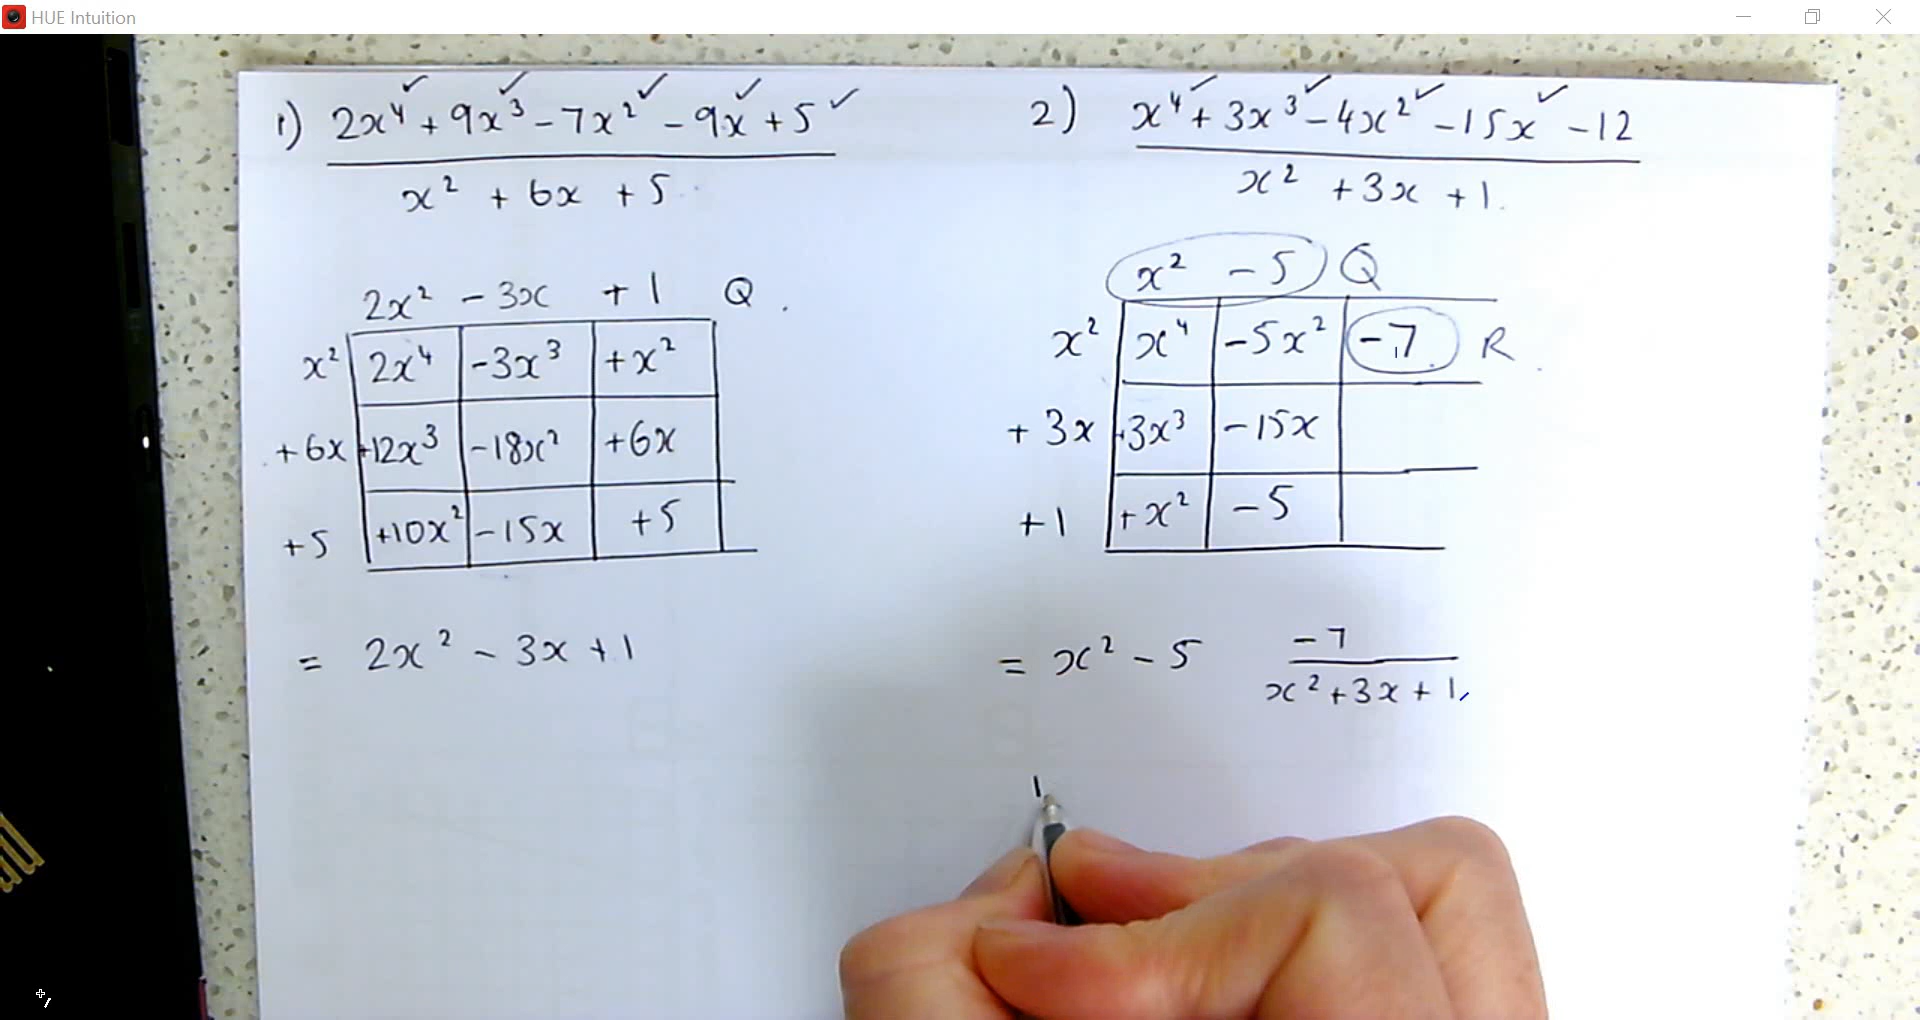 HUE Intuition
1) 2x⁴ + 9x³ - 7x² - 9x + 5
x² + 6x + 5
2x² - 3x + 1 Q
x² 2x⁴ -3x³ +x²
+6x +12x³ -18x² +6x
+5 +10x² -15x +5
= 2x² - 3x + 1
2) x⁴ + 3x³ - 4x² - 15x - 12
x² + 3x + 1
x² - 5 Q
x² x⁴ -5x² -7 R
+ 3x +3x³ -15x
+1 +x² -5
= x² - 5 -7
x² + 3x + 1